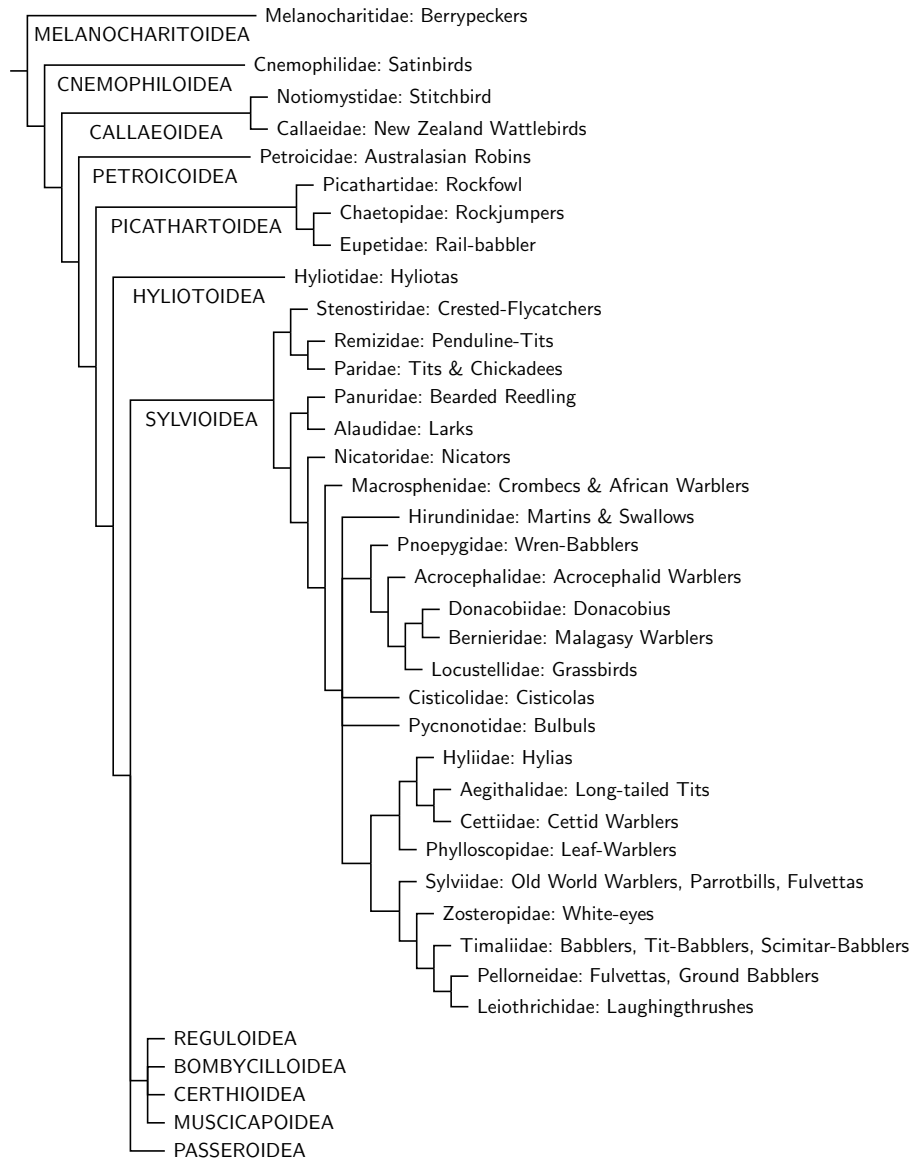 Melanocharitidae: Berrypeckers
MELANOCHARITOIDEA
Cnemophilidae: Satinbirds
CNEMOPHILOIDEA
Notiomystidae: Stitchbird
CALLAEOIDEA
Callaeidae: New Zealand Wattlebirds
Petroicidae: Australasian Robins
PETROICOIDEA
Picathartidae: Rockfowl
Chaetopidae: Rockjumpers
PICATHARTOIDEA
Eupetidae: Rail-babbler
Hyliotidae: Hyliotas
HYLIOTOIDEA
Stenostiridae: Crested-Flycatchers
Remizidae: Penduline-Tits
Paridae: Tits & Chickadees
Panuridae: Bearded Reedling
SYLVIOIDEA
Alaudidae: Larks
Nicatoridae: Nicators
Macrosphenidae: Crombecs & African Warblers
Hirundinidae: Martins & Swallows
Pnoepygidae: Wren-Babblers
Acrocephalidae: Acrocephalid Warblers
Donacobiidae: Donacobius
Bernieridae: Malagasy Warblers
Locustellidae: Grassbirds
Cisticolidae: Cisticolas
Pycnonotidae: Bulbuls
Hyliidae: Hylias
Aegithalidae: Long-tailed Tits
Cettiidae: Cettid Warblers
Phylloscopidae: Leaf-Warblers
Sylviidae: Old World Warblers, Parrotbills, Fulvettas
Zosteropidae: White-eyes
Timaliidae: Babblers, Tit-Babblers, Scimitar-Babblers
Pellorneidae: Fulvettas, Ground Babblers
Leiothrichidae: Laughingthrushes
REGULOIDEA
BOMBYCILLOIDEA
CERTHIOIDEA
MUSCICAPOIDEA
PASSEROIDEA